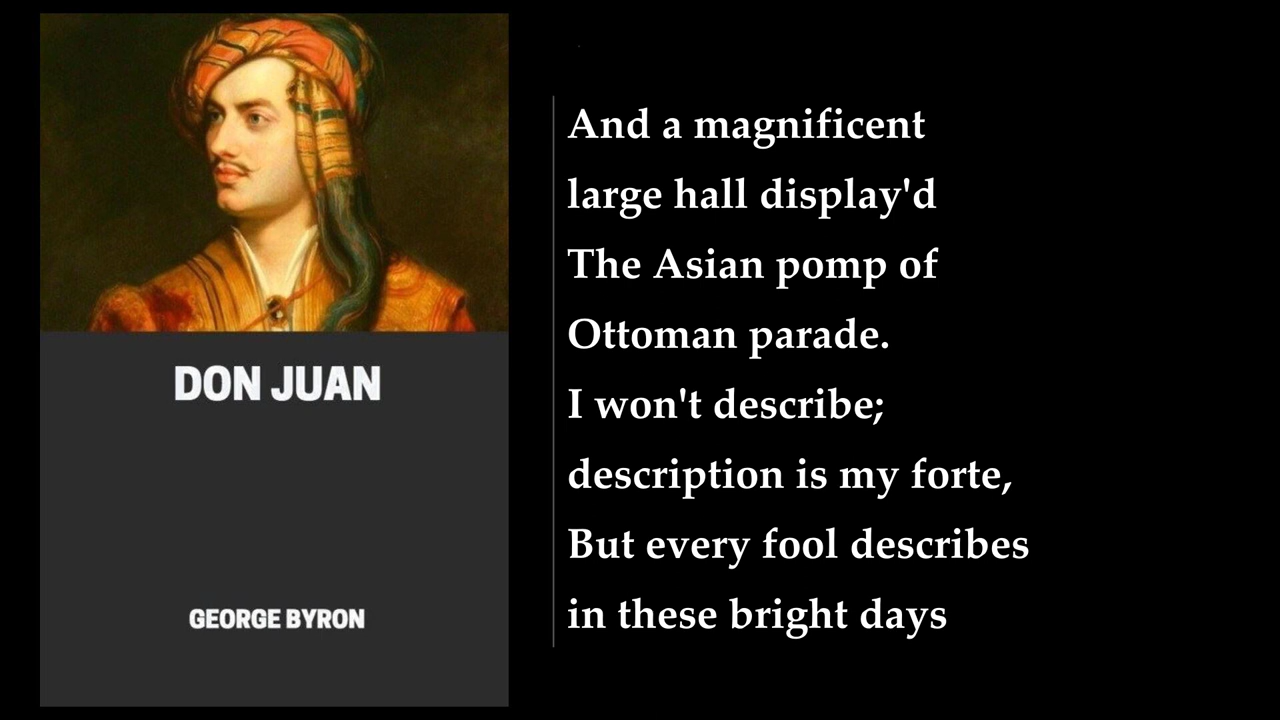 DON JUAN
GEORGE BYRON
And a magnificent
large hall display'd
The Asian pomp of
Ottoman parade.
I won't describe;
description is my forte,
But every fool describes
in these bright days